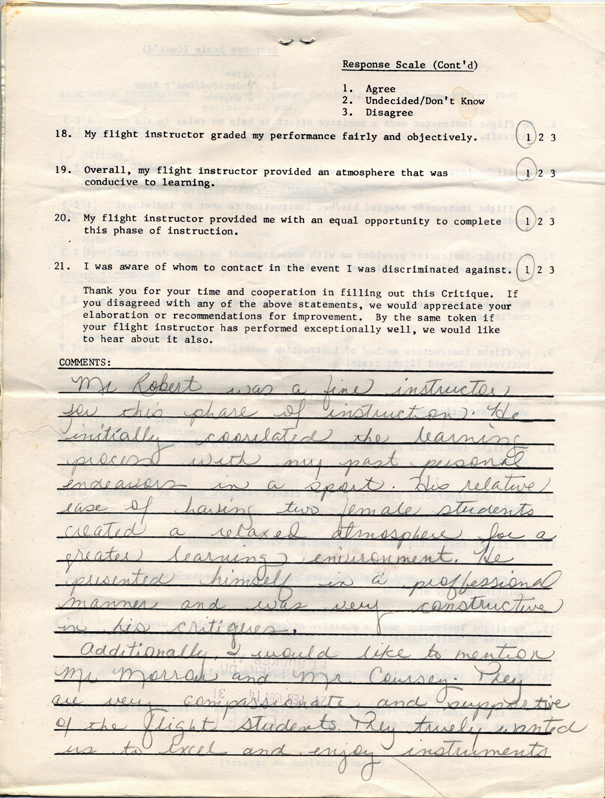 Response Scale (Cont'd)
1. Agree
2. Undecided/Don't Know
3. Disagree
18. My flight instructor graded my performance fairly and objectively. 1 2 3
19. Overall, my flight instructor provided an atmosphere that was 1 2 3
conducive to learning.
20. My flight instructor provided me with an equal opportunity to complete 1 2 3
this phase of instruction.
21. I was aware of whom to contact in the event I was discriminated against. 1 2 3
Thank you for your time and cooperation in filling out this Critique. If
you disagreed with any of the above statements, we would appreciate your
elaboration or recommendations for improvement. By the same token if
your flight instructor has performed exceptionally well, we would like
to hear about it also.
COMMENTS:
Mr Robert was a fine instructor
for this phase of instruction. He
initially coorelated the learning
process with my past personal
endeavors in a sport. His relative
ease of having two female students
created a relaxed atmosphere for a
greater learning environment. He
presented himself in a proffessional
manner and was very constructive
in his critiques.
Additionally, I would like to mention
Mr Morrow and Mr. Coursey. They
are very compassionate and supportive
of the flight students. They truely wanted
us to excel and enjoy instruments